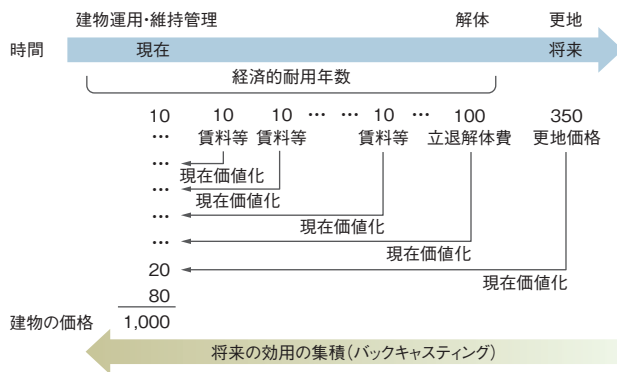 建物運用・維持管理 解体 更地
時間 現在 将来
経済的耐用年数
10 10 10 … … 10 … 100 350
… 賃料等 賃料等 賃料等 立退解体費 更地価格
…
現在価値化
…
現在価値化
…
現在価値化
…
現在価値化
20
現在価値化
80
建物の価格 1,000
将来の効用の集積(バックキャスティング)